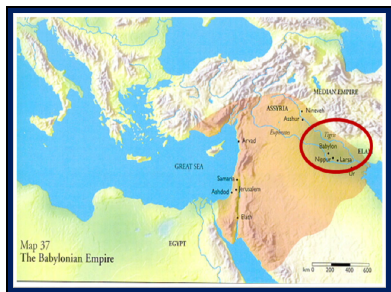 MEDIAN EMPIRE
ASSYRIA
Nineveh
Asshur
Tigris
Euphrates
Arvad
Babylon
ELAM
Nippur
Larsa
Ur
GREAT SEA
Samaria
Jerusalem
Ashdod
Elath
EGYPT
Map 37
The Babylonian Empire
km 0 200 400 600